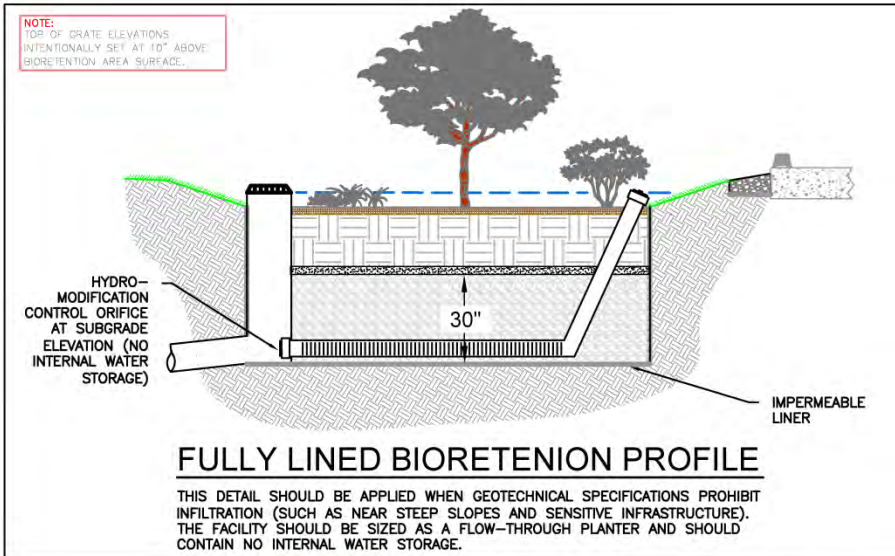 NOTE:
TOP OF GRATE ELEVATIONS
INTENTIONALLY SET AT 10" ABOVE
BIORETENTION AREA SURFACE.
HYDRO-
MODIFICATION
CONTROL ORIFICE
AT SUBGRADE
ELEVATION (NO
INTERNAL WATER
STORAGE)
30"
IMPERMEABLE
LINER
FULLY LINED BIORETENION PROFILE
THIS DETAIL SHOULD BE APPLIED WHEN GEOTECHNICAL SPECIFICATIONS PROHIBIT
INFILTRATION (SUCH AS NEAR STEEP SLOPES AND SENSITIVE INFRASTRUCTURE).
THE FACILITY SHOULD BE SIZED AS A FLOW-THROUGH PLANTER AND SHOULD
CONTAIN NO INTERNAL WATER STORAGE.